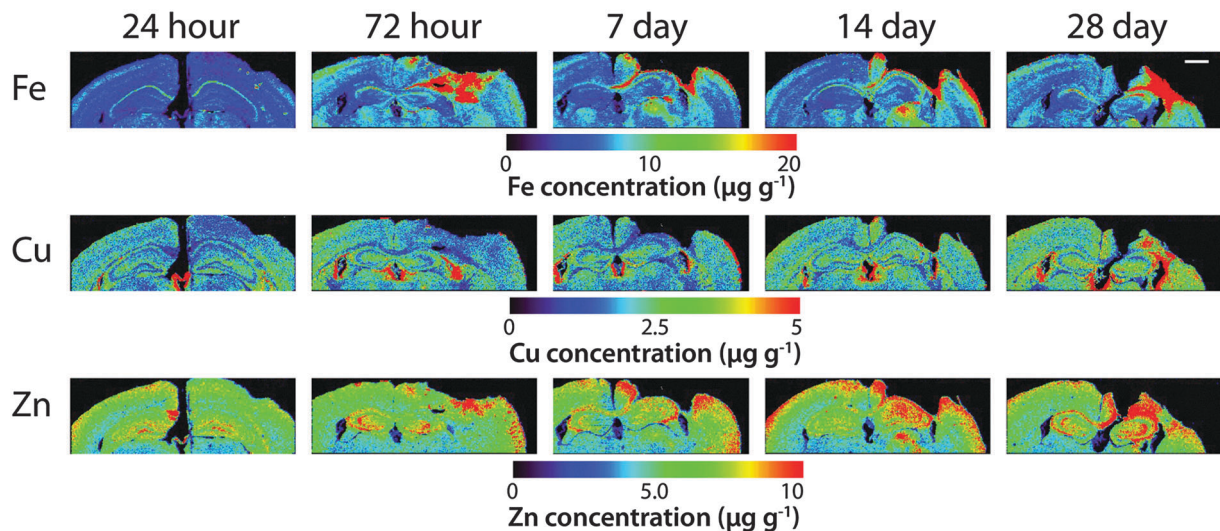 24 hour 72 hour 7 day 14 day 28 day
Fe
0 10 20
Fe concentration (µg g⁻¹)
Cu
0 2.5 5
Cu concentration (µg g⁻¹)
Zn
0 5.0 10
Zn concentration (µg g⁻¹)